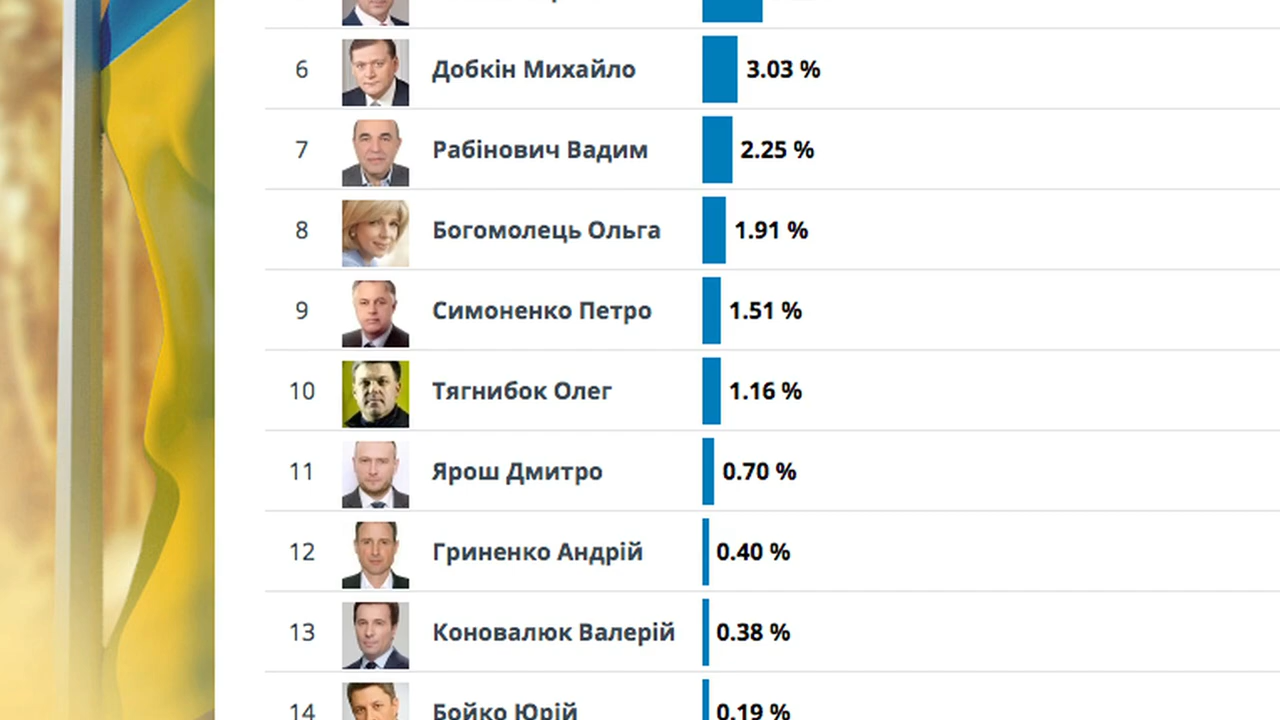 6 Добкін Михайло 3.03 %
7 Рабінович Вадим 2.25 %
8 Богомолець Ольга 1.91 %
9 Симоненко Петро 1.51 %
10 Тягнибок Олег 1.16 %
11 Ярош Дмитро 0.70 %
12 Гриненко Андрій 0.40 %
13 Коновалюк Валерій 0.38 %
14 Бойко Юрій 0.19 %